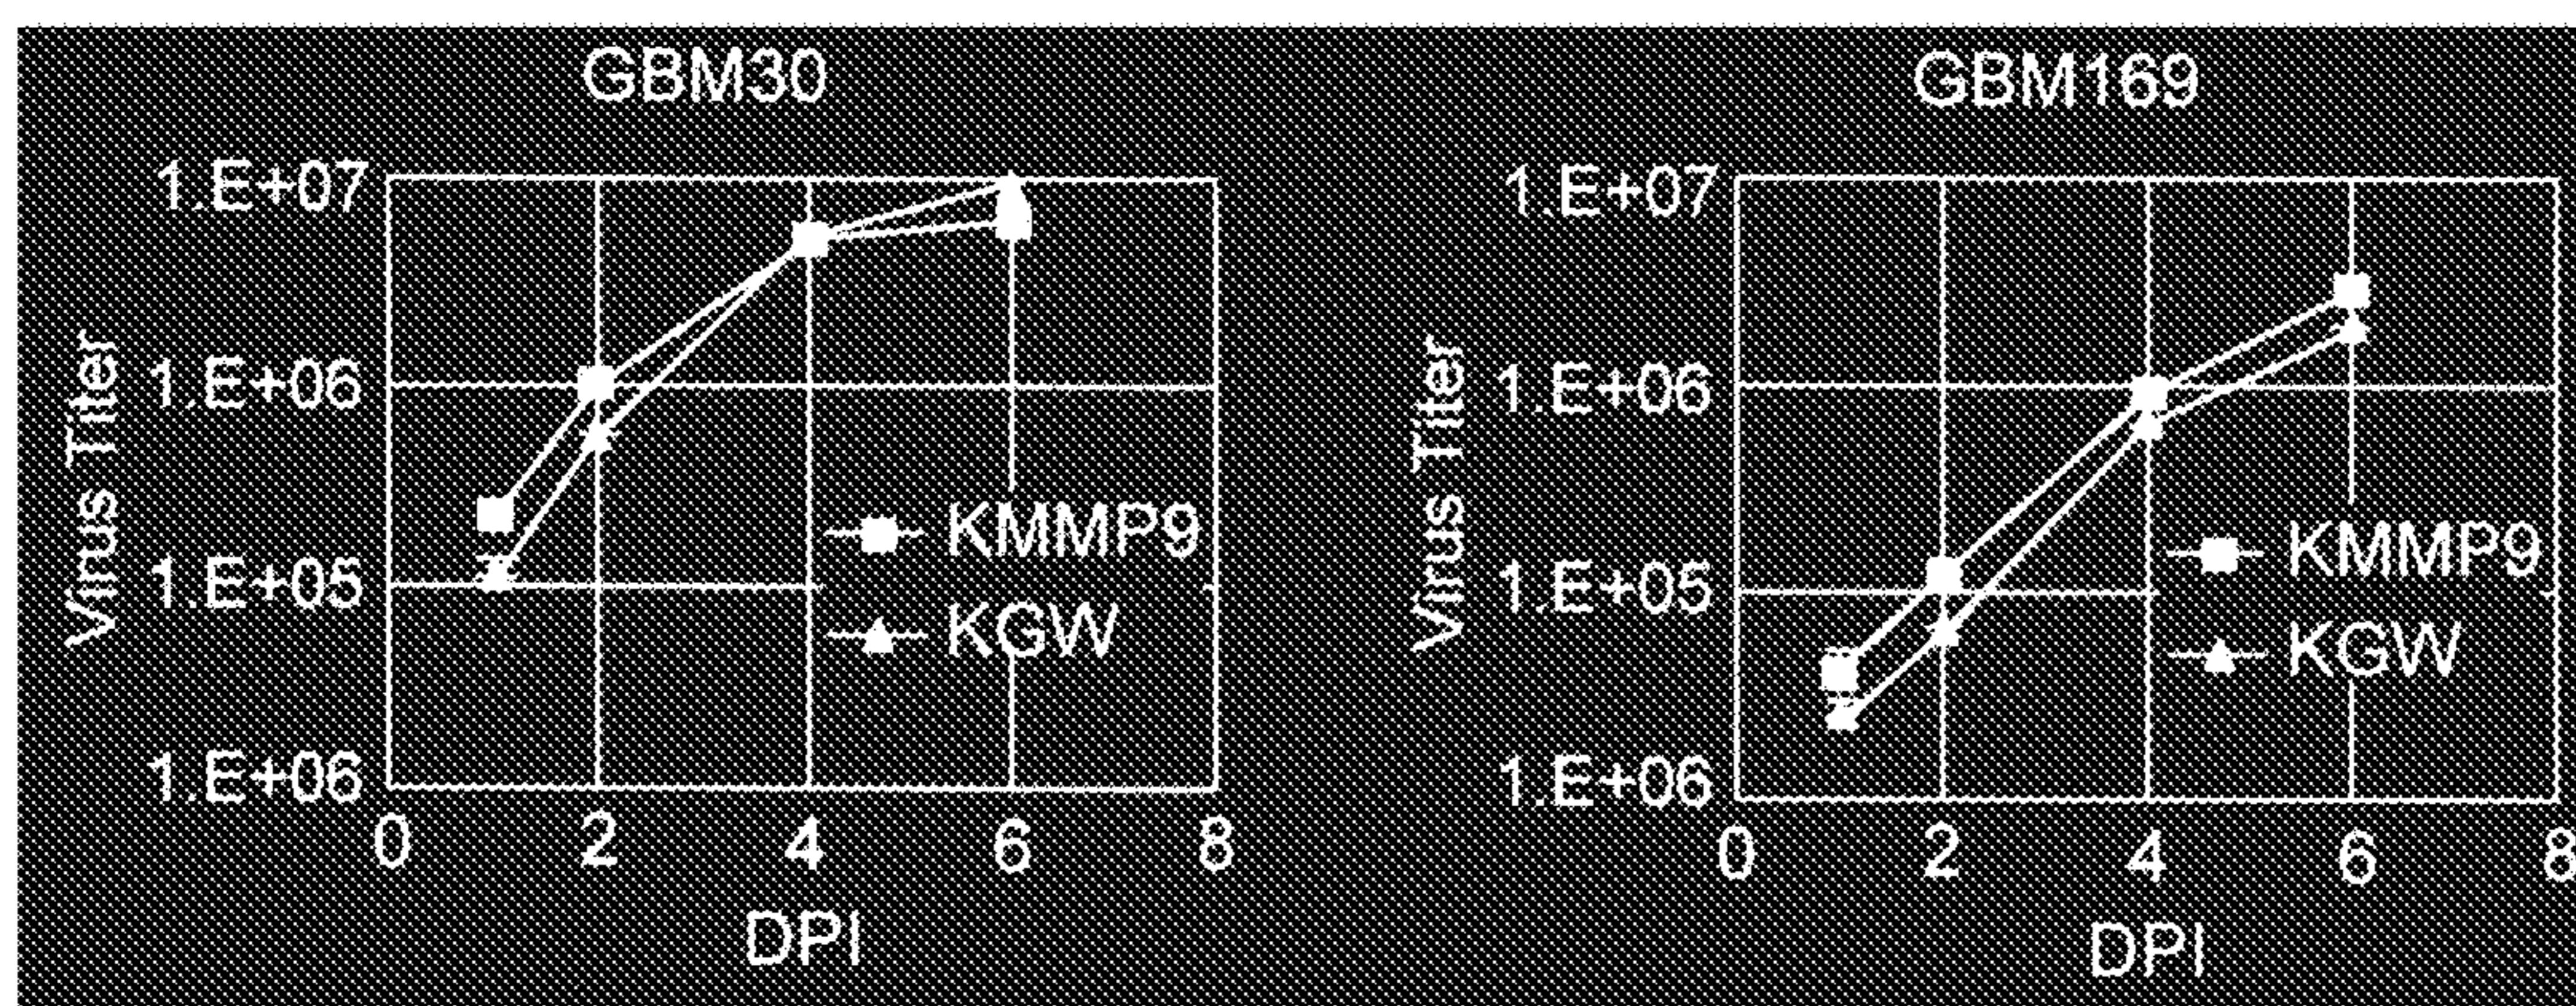 GBM30
1.E+07
1.E+06
1.E+05
1.E+06
Virus Titer
0 2 4 6 8
DPI
KMMP9
KGW
GBM169
1.E+07
1.E+06
1.E+05
1.E+06
Virus Titer
0 2 4 6 8
DPI
KMMP9
KGW